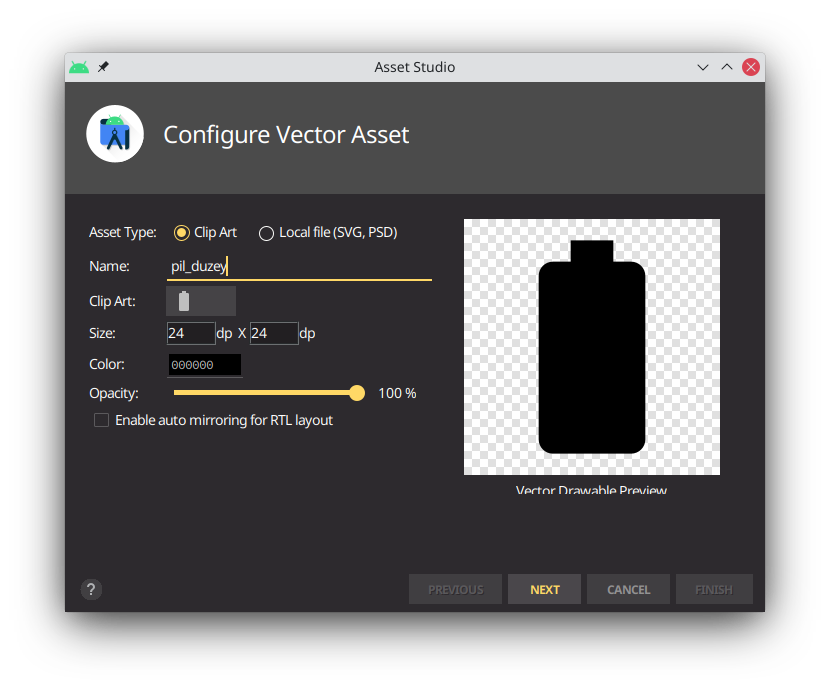 Asset Studio
Configure Vector Asset
Asset Type: Clip Art Local file (SVG, PSD)
Name: pil_duzey
Clip Art:
Size: 24 dp X 24 dp
Color: 000000
Opacity: 100 %
Enable auto mirroring for RTL layout
Vector Drawable Preview
? PREVIOUS NEXT CANCEL FINISH